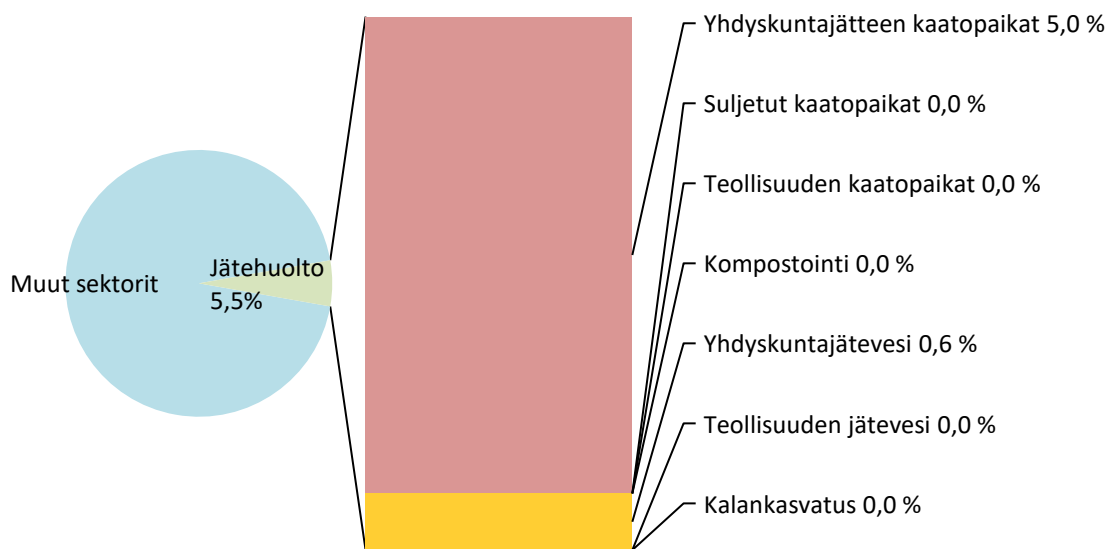 Muut sektorit
Jätehuolto
5,5%
Yhdyskuntajätteen kaatopaikat 5,0 %
Suljetut kaatopaikat 0,0 %
Teollisuuden kaatopaikat 0,0 %
Kompostointi 0,0 %
Yhdyskuntajätevesi 0,6 %
Teollisuuden jätevesi 0,0 %
Kalankasvatus 0,0 %